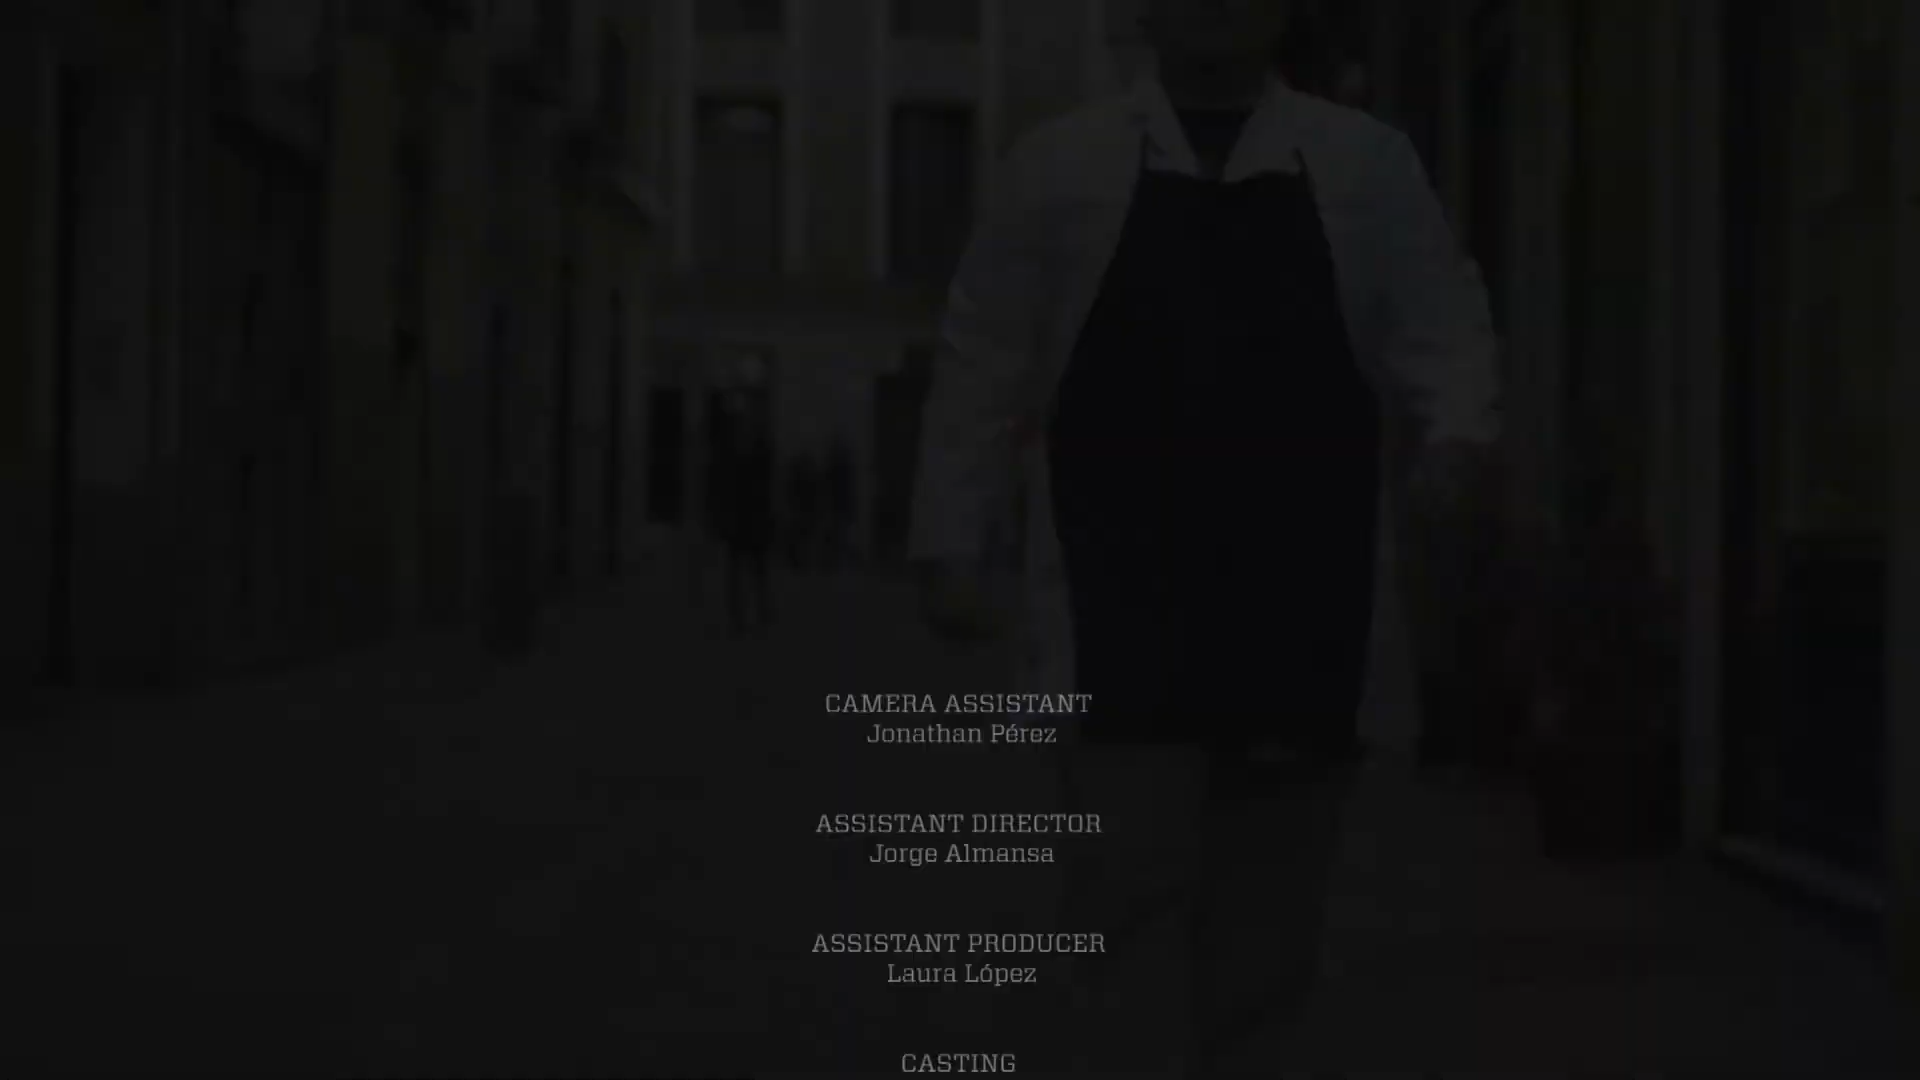 CAMERA ASSISTANT
Jonathan Pérez
ASSISTANT DIRECTOR
Jorge Almansa
ASSISTANT PRODUCER
Laura López
CASTING